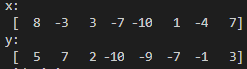 x:
[  8  -3   3  -7 -10   1  -4   7]
y:
[  5   7   2 -10  -9  -7  -1   3]